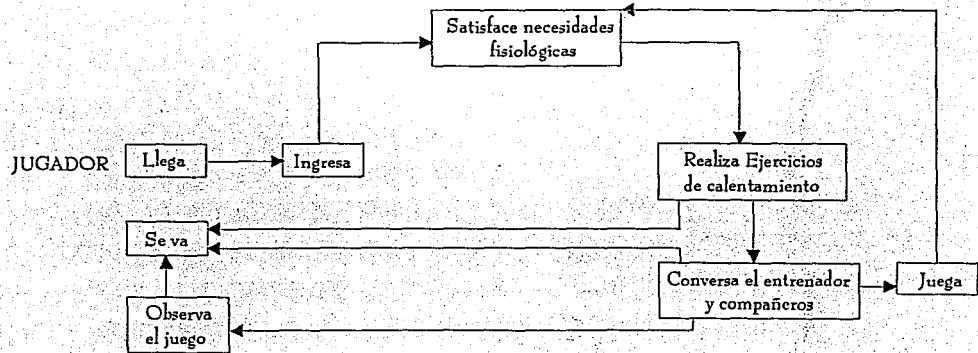 Satisface necesidades
fisiológicas
JUGADOR
Llega
Ingresa
Realiza Ejercicios
de calentamiento
Se va
Conversa el entrenador
y compañeros
Juega
Observa
el juego